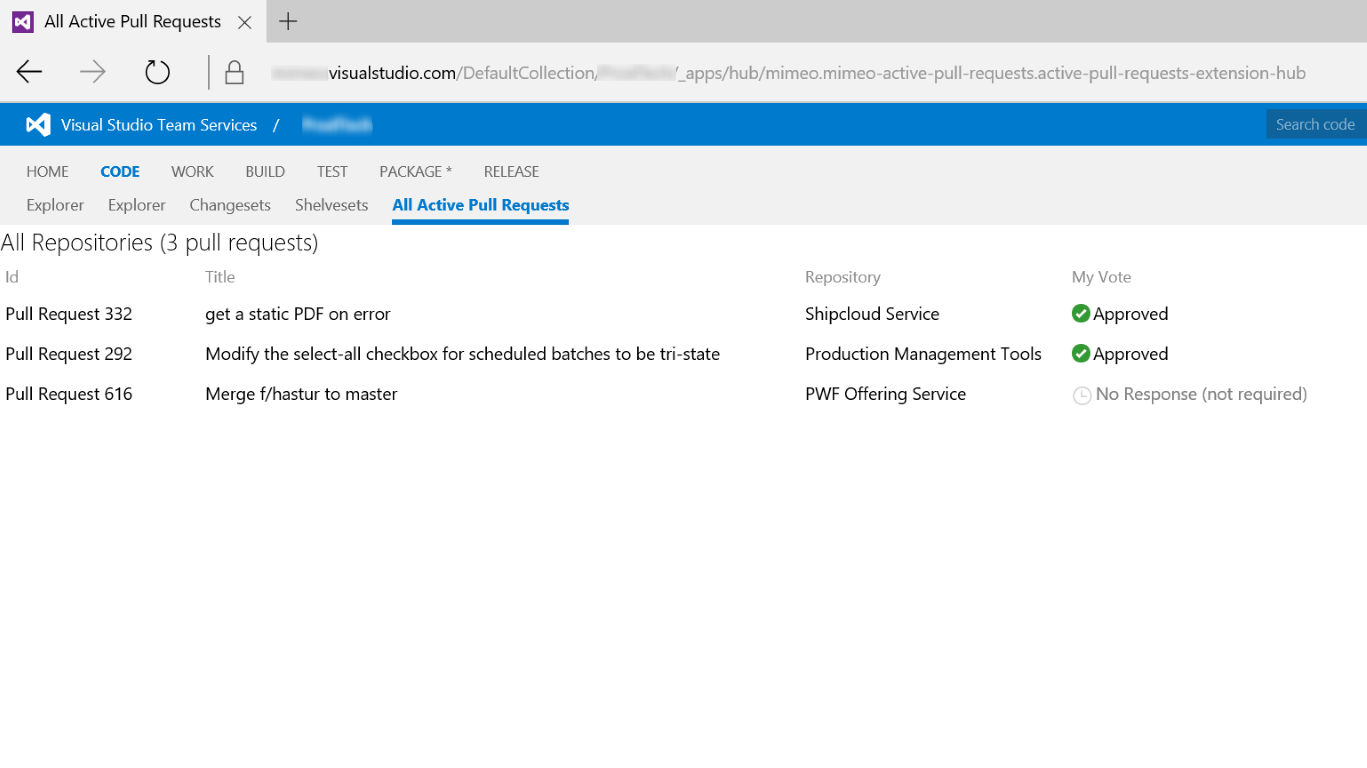 All Active Pull Requests
visualstudio.com/DefaultCollection/ /_apps/hub/mimeo.mimeo-active-pull-requests.active-pull-requests-extension-hub
Visual Studio Team Services / Search code
HOME CODE WORK BUILD TEST PACKAGE * RELEASE
Explorer Explorer Changesets Shelvesets All Active Pull Requests
All Repositories (3 pull requests)
Id Title Repository My Vote
Pull Request 332 get a static PDF on error Shipcloud Service Approved
Pull Request 292 Modify the select-all checkbox for scheduled batches to be tri-state Production Management Tools Approved
Pull Request 616 Merge f/hastur to master PWF Offering Service No Response (not required)